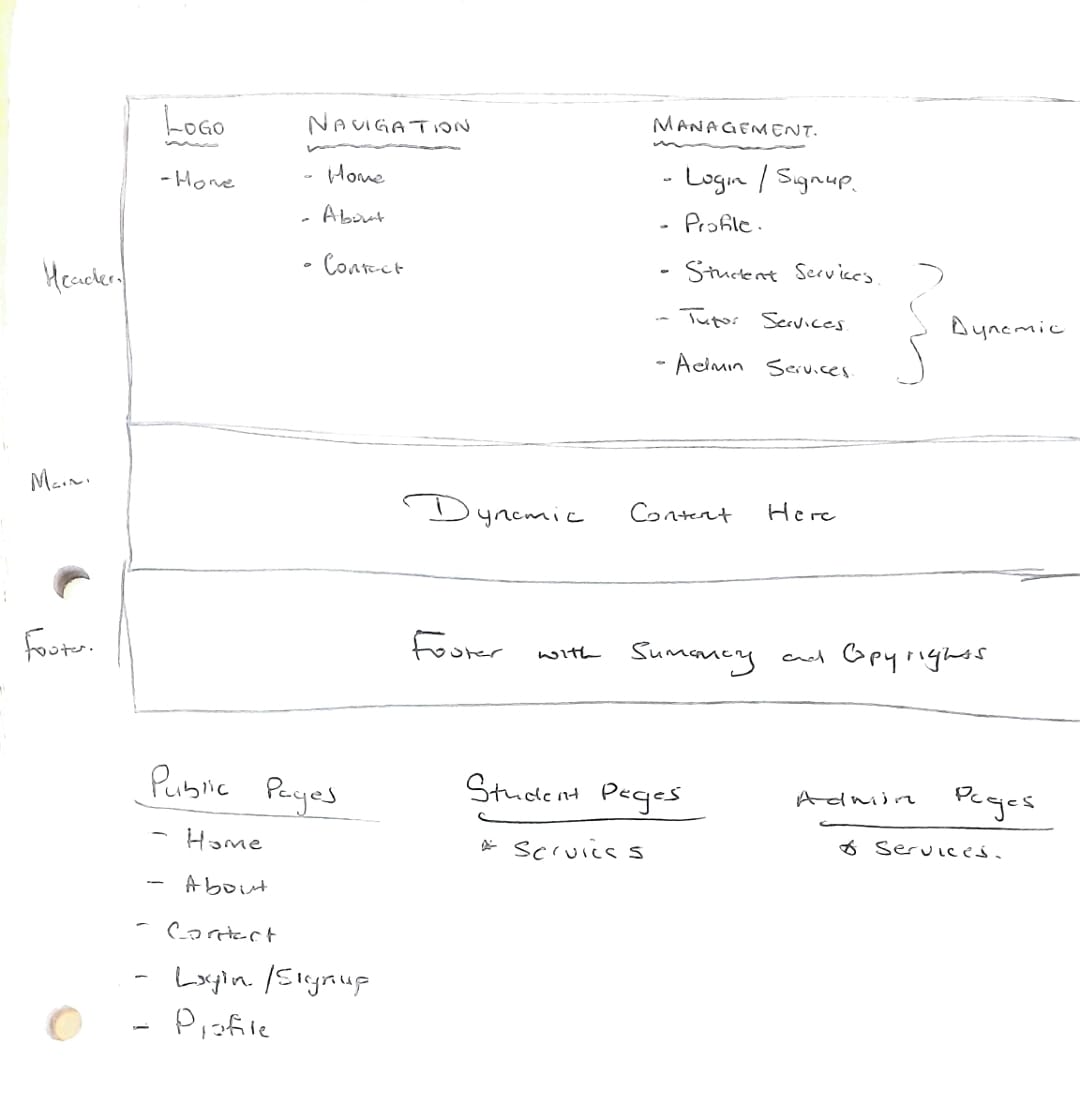 LOGO
- Home
NAVIGATION
- Home
- About
- Contact
MANAGEMENT.
- Login / Signup.
- Profile.
- Student Services.
- Tutor Services
- Admin Services
Dynamic
Header.
Main.
Dynamic Content Here
Footer.
Footer with Summary and Copyrights
Public Pages
- Home
- About
- Contact
- Login / Signup
- Profile
Student Pages
* Services
Admin Pages
* Services.